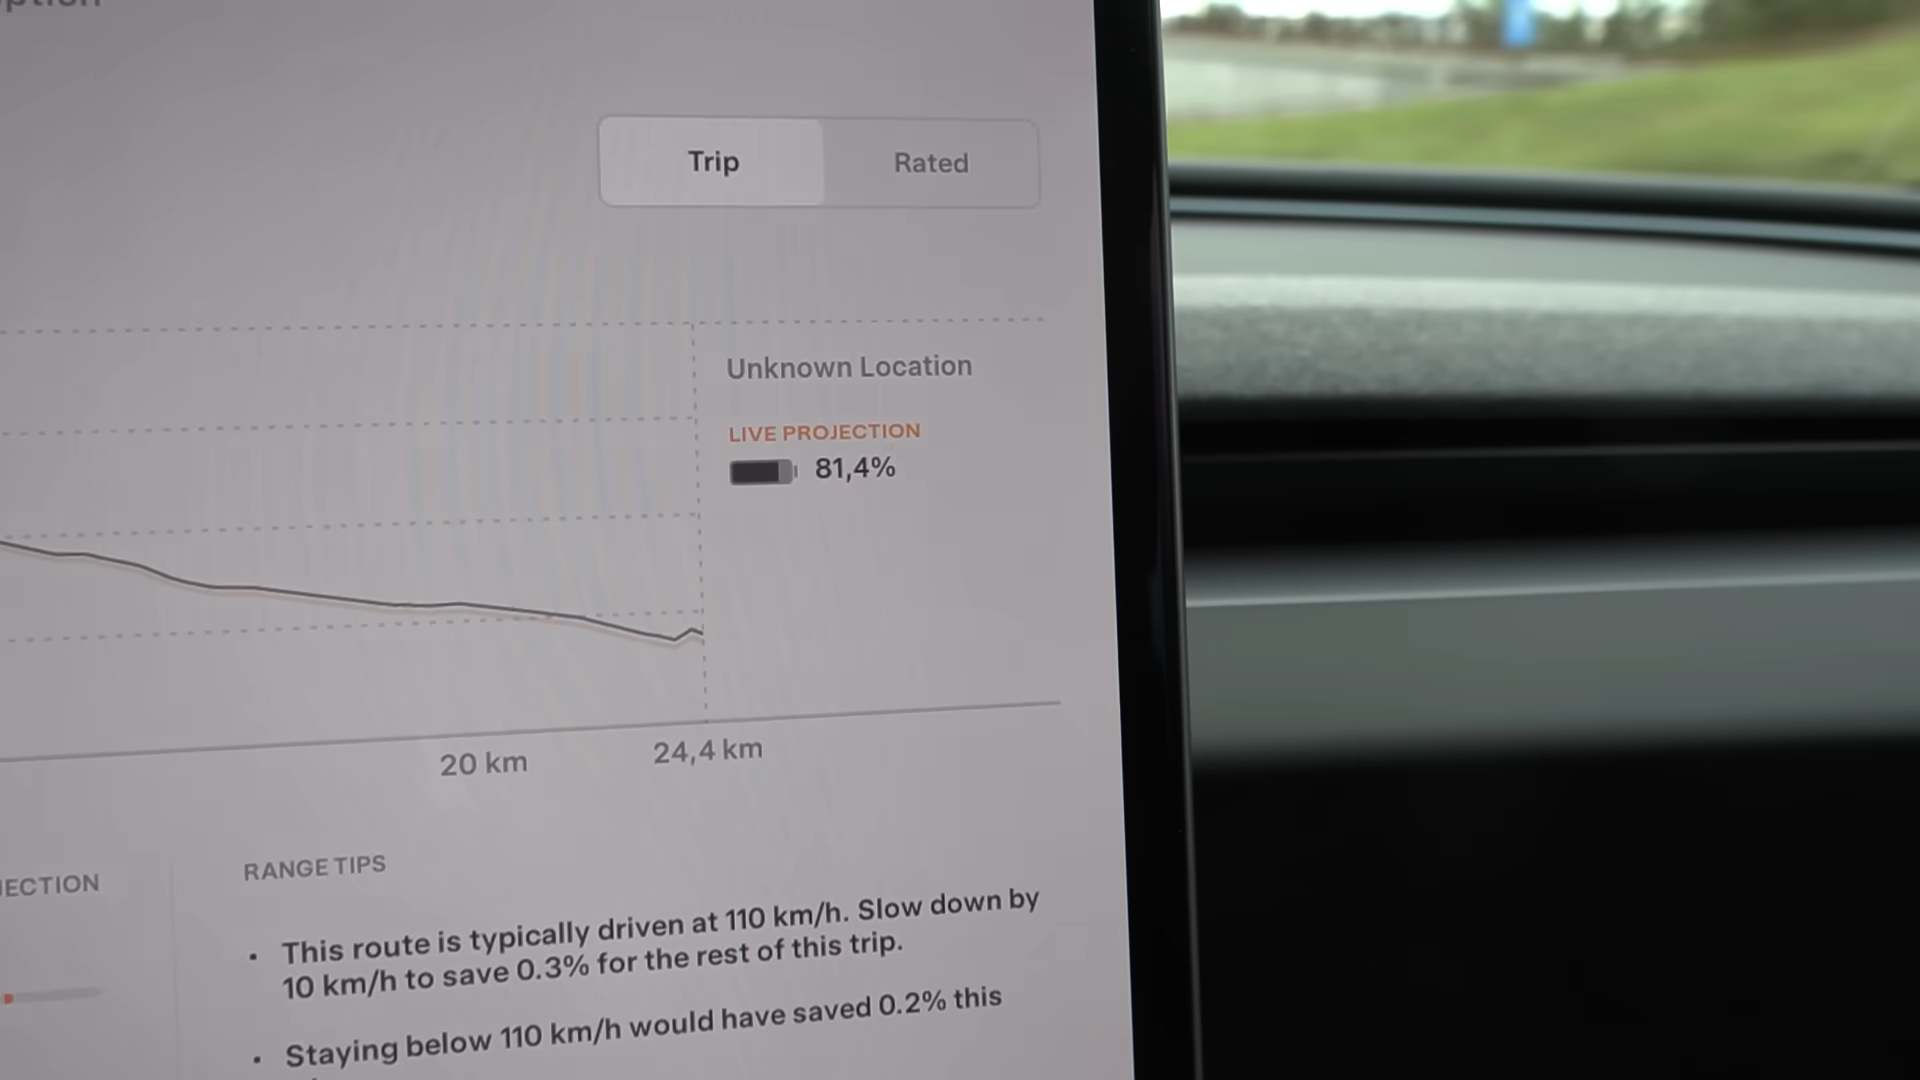 Trip
Rated
Unknown Location
LIVE PROJECTION
81,4%
20 km
24,4 km
RANGE TIPS
• This route is typically driven at 110 km/h. Slow down by
10 km/h to save 0.3% for the rest of this trip.
• Staying below 110 km/h would have saved 0.2% this